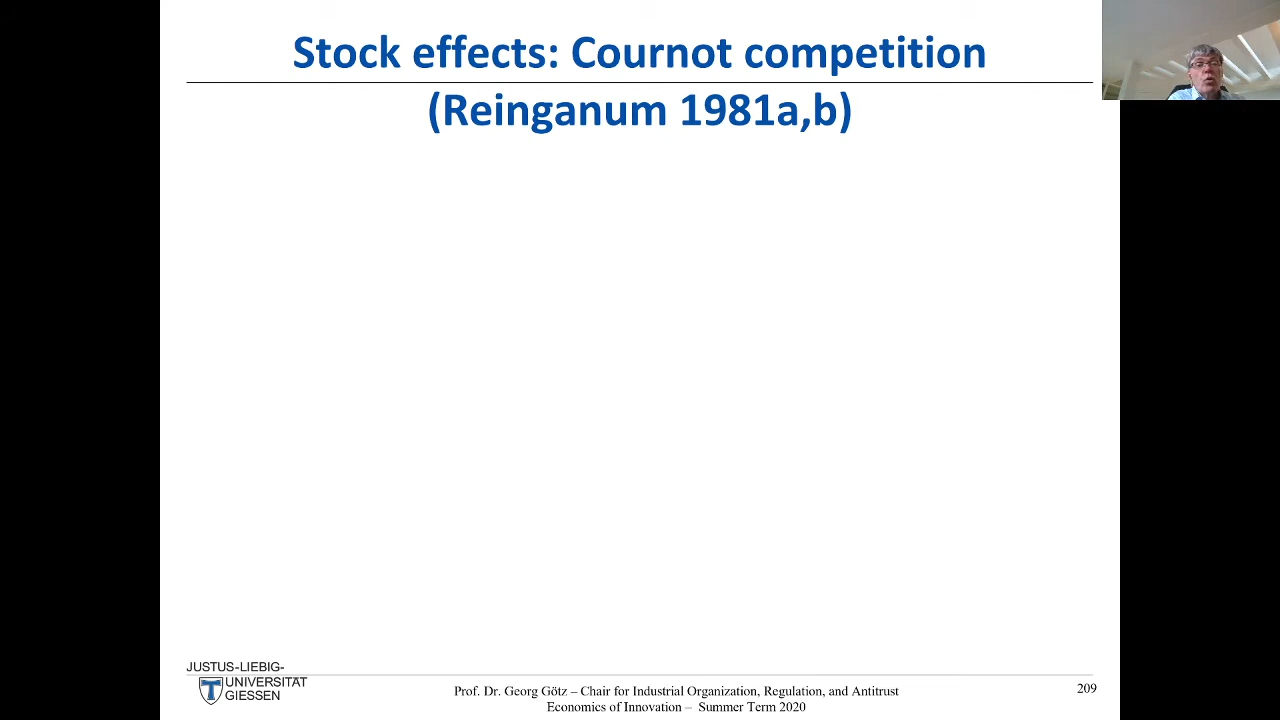 Stock effects: Cournot competition
(Reinganum 1981a,b)
JUSTUS-LIEBIG-
UNIVERSITÄT
GIESSEN
Prof. Dr. Georg Götz – Chair for Industrial Organization, Regulation, and Antitrust
Economics of Innovation – Summer Term 2020
209